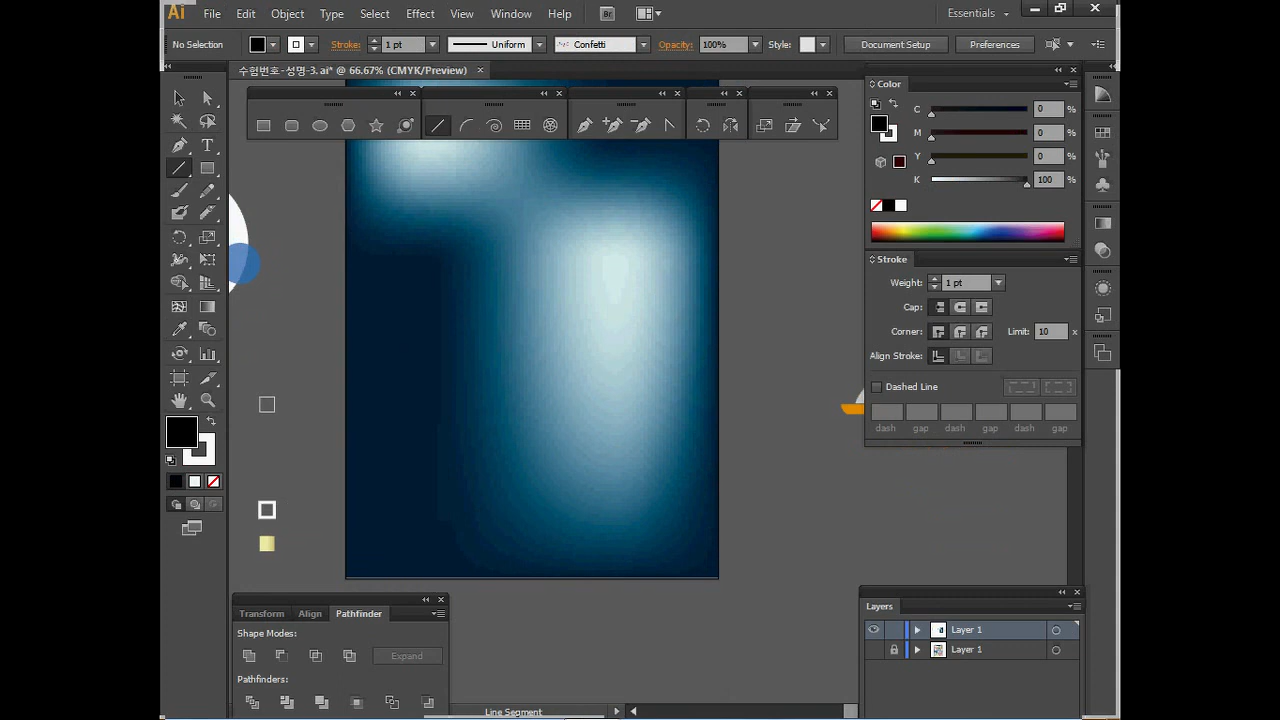 Ai File Edit Object Type Select Effect View Window Help Br Essentials
No Selection Stroke: 1 pt Uniform Confetti Opacity: 100% Style: Document Setup Preferences
수험번호-성명-3.ai* @ 66.67% (CMYK/Preview)
Color
C 0 %
M 0 %
Y 0 %
K 100 %
Stroke
Weight: 1 pt
Cap:
Corner: Limit: 10 x
Align Stroke:
Dashed Line
dash gap dash gap dash gap
Transform Align Pathfinder
Shape Modes:
Expand
Pathfinders:
Layers
Layer 1
Layer 1
Line Segment